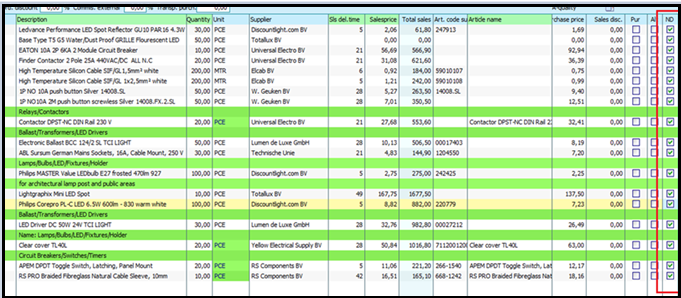 Prt. discount 0,00 % Commiss. external 0,00 % Transp. purch. 0,00 A-quality
Description Quantity Unit Supplier Sls del.time Salesprice Total sales Art. code su Article name chase price Sales disc. Pur Al ND
Ledvance Performance LED Spot Reflector GU10 PAR16 4.3W 50,00 PCE Discountlight.com BV 5 2,06 61,80 247913 1,69 0,00
Base Type T5 G5 Water/Dust Proof GRILLE Flourescent LED 50,00 PCE Totallux BV 0,00 0,00 0,00 0,00
EATON 10A 2P 6KA 2 Module Circuit Breaker 10,00 PCE Universal Electro BV 21 56,69 566,90 92,94 0,00
Finder Contactor 2 Pole 25A 440VAC/DC ALL N.C 20,00 PCE Universal Electro BV 21 31,08 621,60 36,39 0,00
High Temperature Silicon Cable SIF/GL 1,5mm² white 200,00 MTR Elcab BV 6 0,92 184,00 59010107 0,75 0,00
High Temperature Silicon Cable SIF/GL 1x2,5mm² white 200,00 MTR Elcab BV 5 1,21 242,00 590100108 0,99 0,00
1P NO 10A push button Silver 14008.FX 50,00 PCE W. Geuken BV 5 5,27 263,50 14008.SL 9,40 0,00
1P NO10A 2M push button screwless Silver 14008.FX.2.SL 50,00 PCE W. Geuken BV 28 7,01 350,50 12,51 0,00
Relays/Contactors
Contactor DPST-NC DIN Rail 230 V 20,00 PCE Universal Electro BV 21 27,68 553,60 Contactor DPST-NC DIN Rail 23 32,41 0,00
Ballast/Transformers/LED Drivers
Electronic Ballast BCC 124/2 SL TCI LIGHT 50,00 PCE Lumen de Luxe GmbH 28 10,13 506,50 00017403 8,19 0,00
ABL Sursum German Mains Sockets, 16A, Cable Mount, 250 V 30,00 PCE Technische Unie 21 4,83 144,90 1204550 7,20 0,00
Lamps/Bulbs/LED/Fixtures/Holder
Philips MASTER Value LEDbulb E27 frosted 470lm 927 100,00 PCE Discountlight.com BV 5 2,75 275,00 242425 2,25 0,00
for architectural lamp post and public areas
Lightgraphix Mini LED Spot 10,00 PCE Totallux BV 49 167,75 1677,50 137,50 0,00
Philips Corepro PL-C LED 6.5W 600lm - 830 warm white 100,00 PCE Discountlight.com BV 5 8,82 882,00 220779 7,23 0,00
Ballast/Transformers/LED Drivers
LED Driver DC 50W 24V TCI LIGHT 30,00 PCE Lumen de Luxe GmbH 28 32,76 982,80 00027212 26,49 0,00
Name: Lamps/Bulbs/LED/Fixtures/Holder
Clear cover TL40L 20,00 PCE Yellow Electrical Supply BV 28 50,84 1016,80 7112001200 Clear cover TL40L 63,00 0,00
Circuit Breakers/Switches/Timers
APEM DPDT Toggle Switch, Latching, Panel Mount 20,00 PCE RS Components BV 5 11,06 221,20 266-1540 APEM DPDT Toggle Switch, Lat 12,17 0,00
RS PRO Braided Fibreglass Natural Cable Sleeve, 10mm 10,00 PCE RS Components BV 42 16,51 165,10 668-1242 RS PRO Braided Fibreglass Nat 18,16 0,00